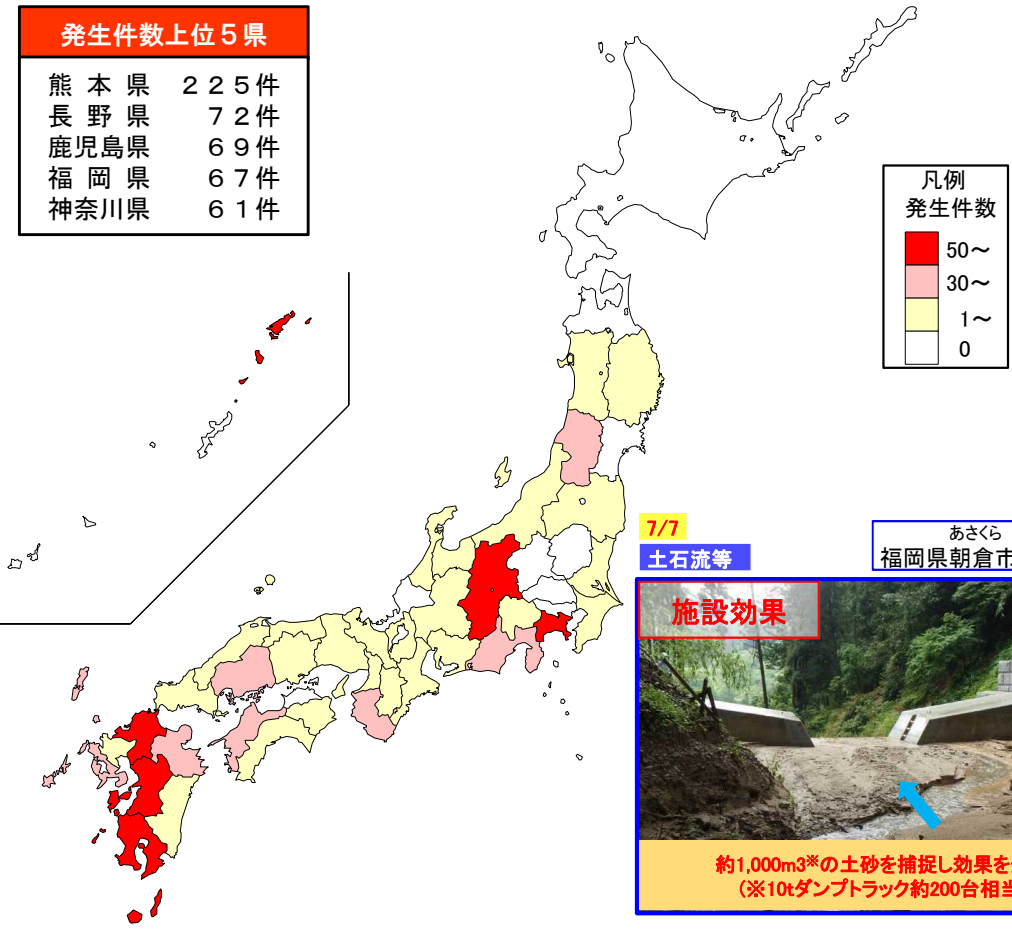 発生件数上位５県
熊本県 ２２５件
長野県 ７２件
鹿児島県 ６９件
福岡県 ６７件
神奈川県 ６１件
凡例
発生件数
50～
30～
1～
0
7/7
土石流等
あさくら
福岡県朝倉市
施設効果
約1,000m3※の土砂を捕捉し効果を
(※10tダンプトラック約200台相当